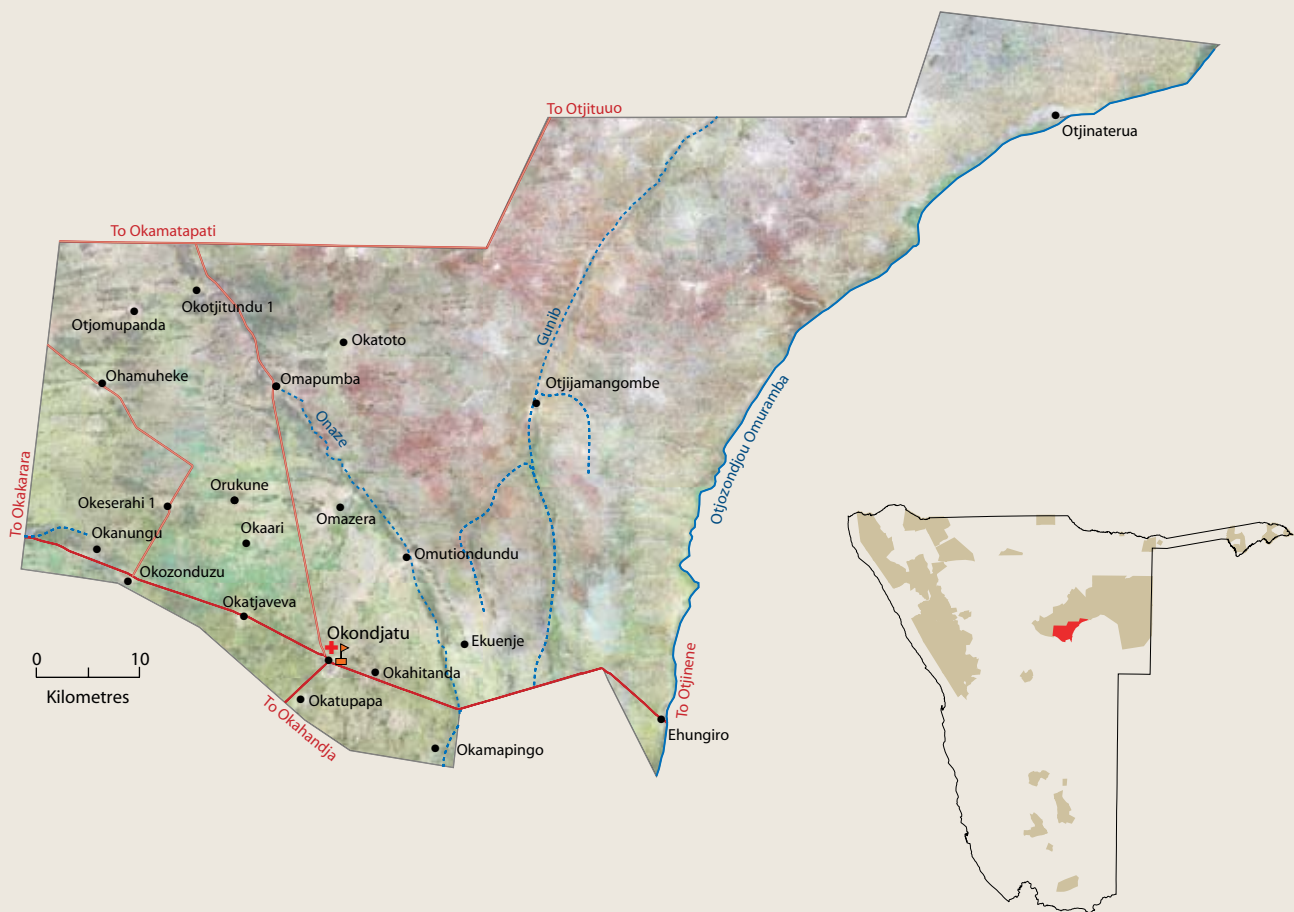 To Otjituuo
Otjinaterua
To Okamatapati
Okotjitundu 1
Otjomupanda
Okatoto
Gunib
Ohamuheke
Omapumba
Otjijamangombe
Onaze
Otjozondjou Omuramba
To Okakarara
Okeserahi 1
Orukune
Omazera
Okanungu
Okaari
Omutiondundu
Okozonduzu
Okatjaveva
Okondjatu
Ekuenje
0 10
Kilometres
Okahitanda
To Otjinene
Okatupapa
To Okahandja
Ehungiro
Okamapingo